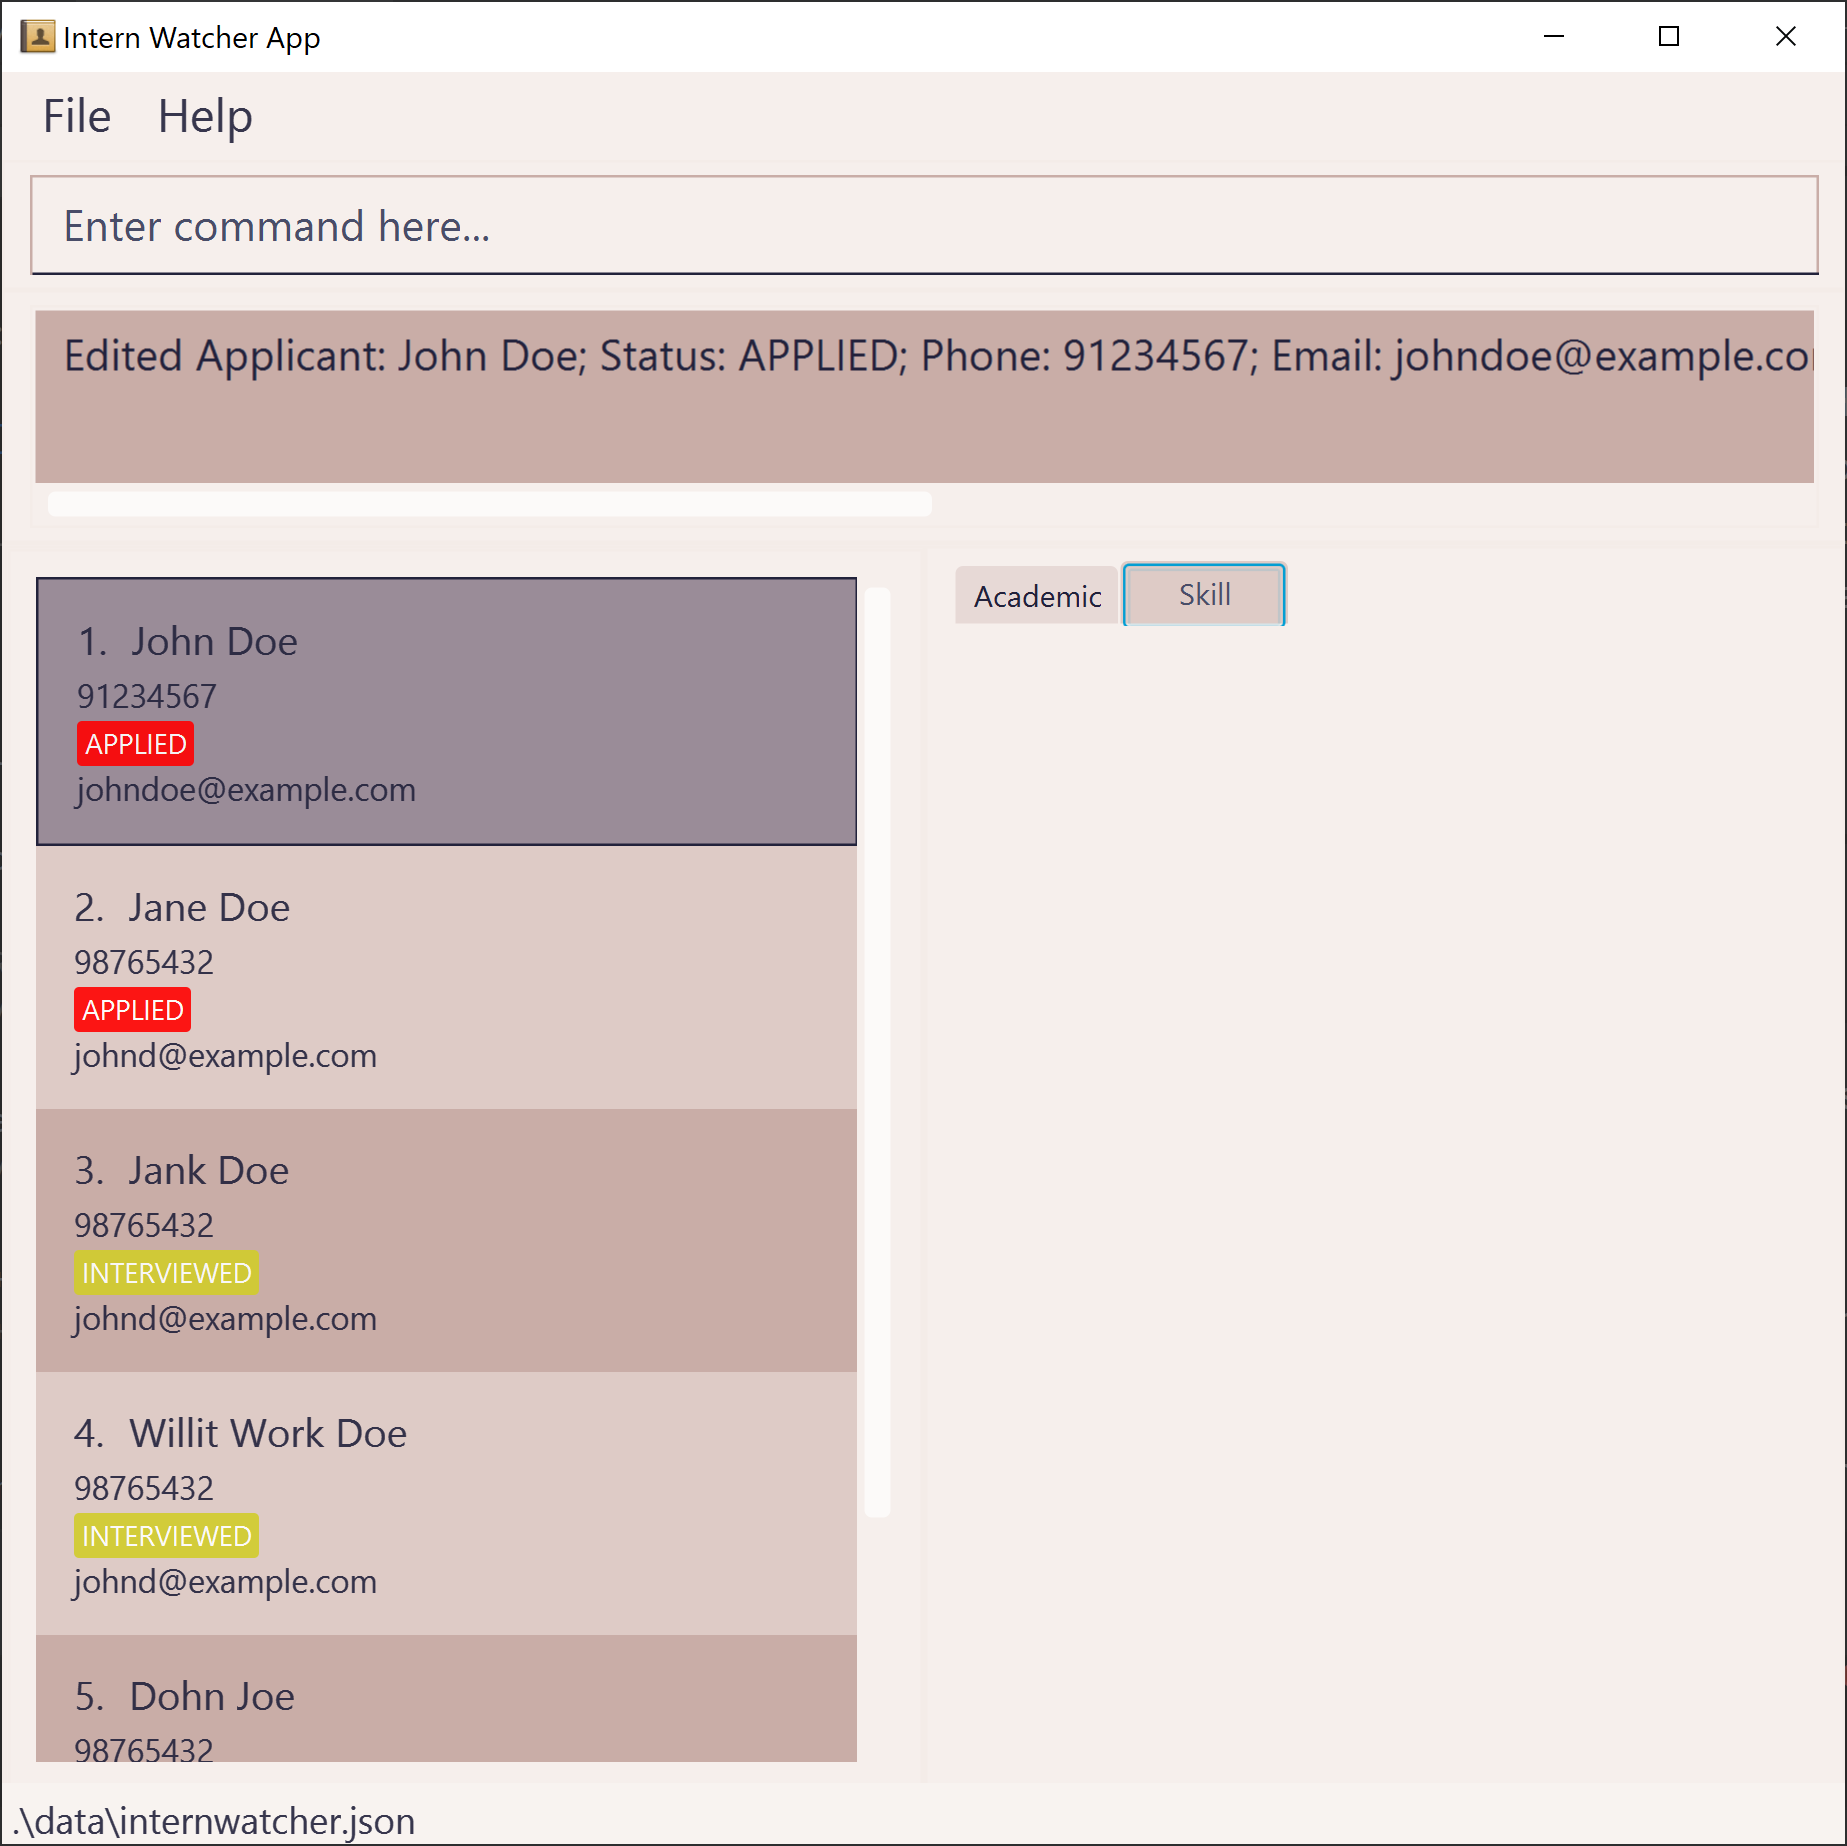 Intern Watcher App
File Help
Enter command here...
Edited Applicant: John Doe; Status: APPLIED; Phone: 91234567; Email: johndoe@example.co
Academic Skill
1. John Doe
91234567
APPLIED
johndoe@example.com
2. Jane Doe
98765432
APPLIED
johnd@example.com
3. Jank Doe
98765432
INTERVIEWED
johnd@example.com
4. Willit Work Doe
98765432
INTERVIEWED
johnd@example.com
5. Dohn Joe
98765432
.\data\internwatcher.json